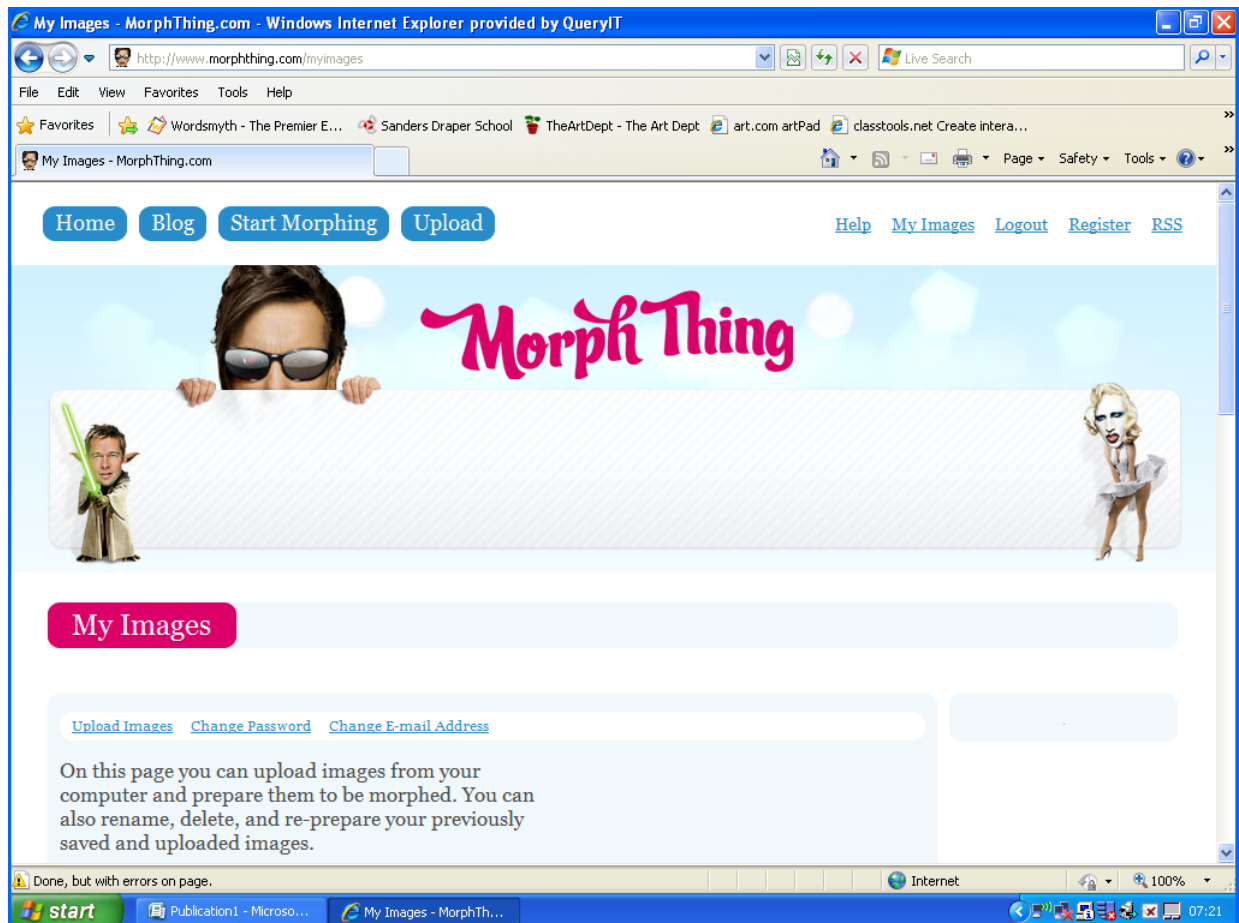 My Images - MorphThing.com - Windows Internet Explorer provided by QueryIT
http://www.morphthing.com/myimages
Live Search
File Edit View Favorites Tools Help
Favorites Wordsmyth - The Premier E... Sanders Draper School TheArtDept - The Art Dept art.com artPad classtools.net Create intera... »
My Images - MorphThing.com Page Safety Tools »
Home Blog Start Morphing Upload Help My Images Logout Register RSS
Morph Thing
My Images
Upload Images Change Password Change E-mail Address
On this page you can upload images from your
computer and prepare them to be morphed. You can
also rename, delete, and re-prepare your previously
saved and uploaded images.
Done, but with errors on page. Internet 100%
start Publication1 - Microso... My Images - MorphTh... 07:21